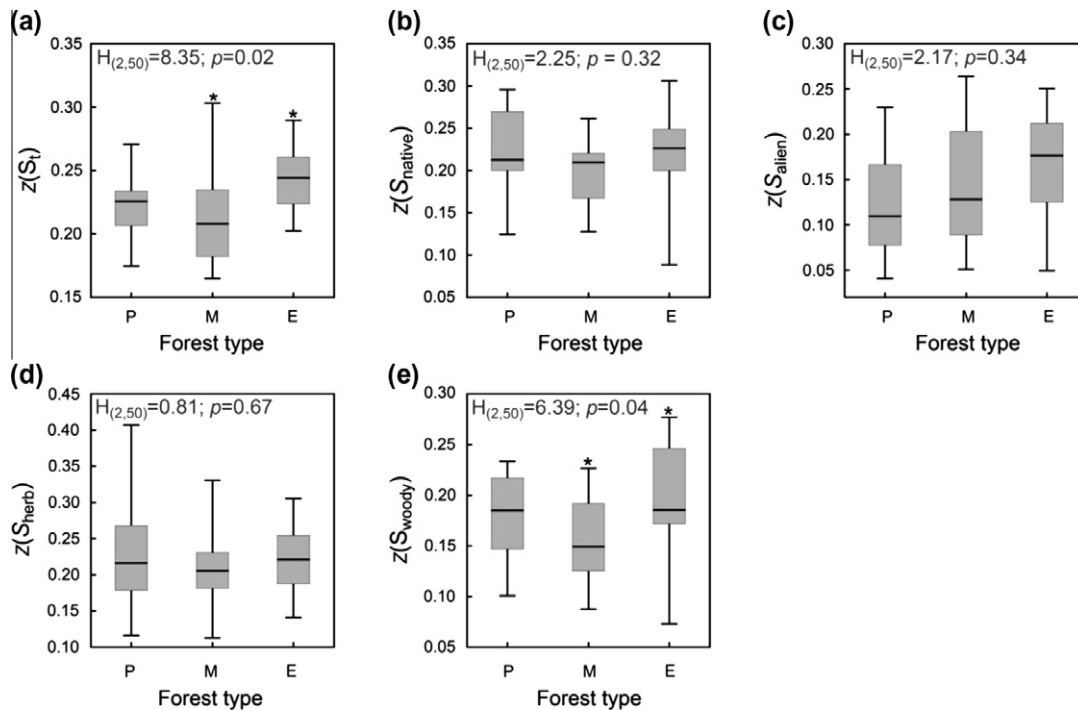 (a)
H(2,50)=8.35; p=0.02
0.35
0.30
0.25
0.20
0.15
z(St)
*
*
P M E
Forest type
(b)
H(2,50)=2.25; p = 0.32
0.35
0.30
0.25
0.20
0.15
0.10
0.05
z(Snative)
P M E
Forest type
(c)
H(2,50)=2.17; p=0.34
0.30
0.25
0.20
0.15
0.10
0.05
z(Salien)
P M E
Forest type
(d)
H(2,50)=0.81; p=0.67
0.45
0.40
0.35
0.30
0.25
0.20
0.15
0.10
z(Sherb)
P M E
Forest type
(e)
H(2,50)=6.39; p=0.04
0.30
0.25
0.20
0.15
0.10
0.05
z(Swoody)
*
*
P M E
Forest type